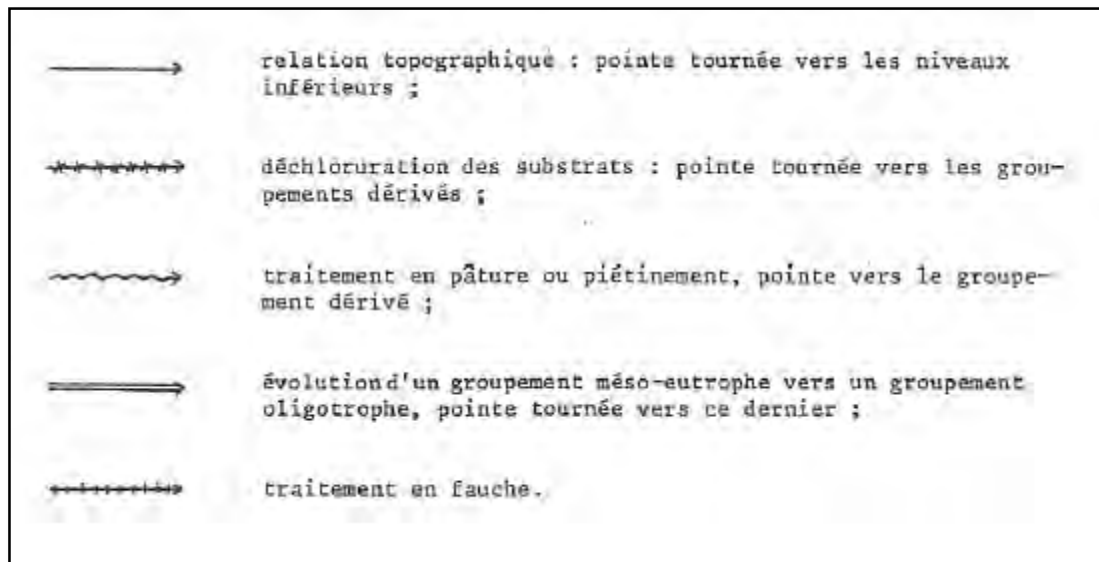 relation topographique : pointe tournée vers les niveaux
inférieurs ;
déchloruration des substrats : pointe tournée vers les grou-
pements dérivés ;
traitement en pâture ou piétinement, pointe vers le groupe-
ment dérivé ;
évolution d'un groupement méso-eutrophe vers un groupement
oligotrophe, pointe tournée vers ce dernier ;
traitement en fauche.